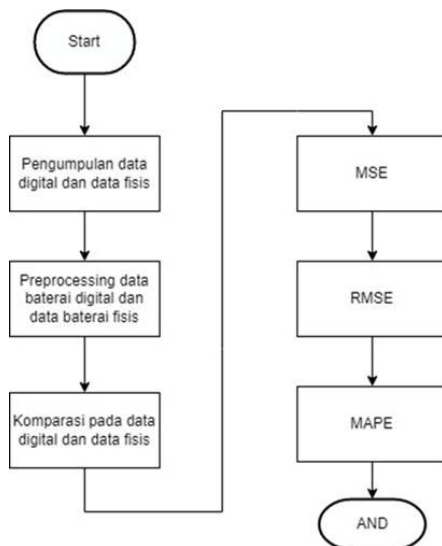 Start
Pengumpulan data
digital dan data fisis
Preprocessing data
baterai digital dan
data baterai fisis
Komparasi pada data
digital dan data fisis
MSE
RMSE
MAPE
AND